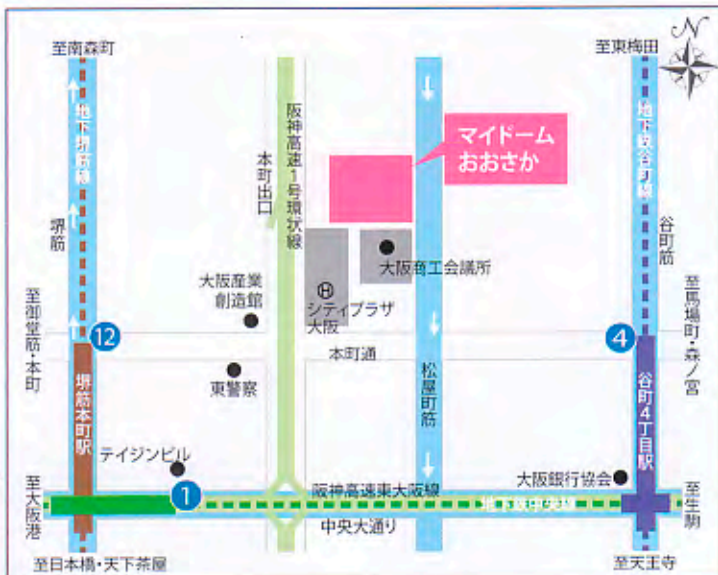 至南森町
至東梅田
N
地下堺筋線
阪神高速1号環状線
本町出口
マイドーム
おおさか
地下鉄谷町線
堺筋
谷町筋
大阪商工会議所
大阪産業
創造館
H
シティプラザ
大阪
至御堂筋・本町
至馬場町・森ノ宮
12
4
本町通
東警察
堺筋本町駅
松屋町筋
谷町4丁目駅
テイジンビル
1
大阪銀行協会
至大阪港
阪神高速東大阪線
地下鉄中央線
至生駒
中央大通り
至日本橋・天下茶屋
至天王寺